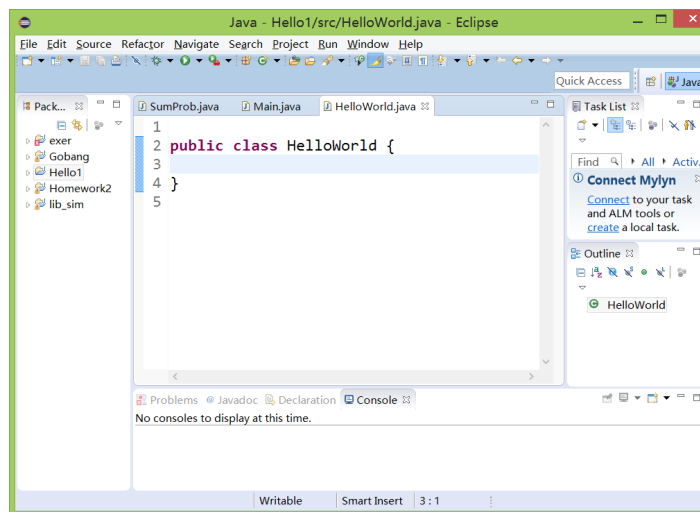 Java - Hello1/src/HelloWorld.java - Eclipse
File Edit Source Refactor Navigate Search Project Run Window Help
Quick Access
Java
Pack...
SumProb.java
Main.java
HelloWorld.java
Task List
exer
Gobang
Hello1
Homework2
lib_sim
1
2 public class HelloWorld {
3
4 }
5
Find
All
Activ.
Connect Mylyn
Connect to your task
and ALM tools or
create a local task.
Outline
HelloWorld
Problems
@ Javadoc
Declaration
Console
No consoles to display at this time.
Writable
Smart Insert
3 : 1